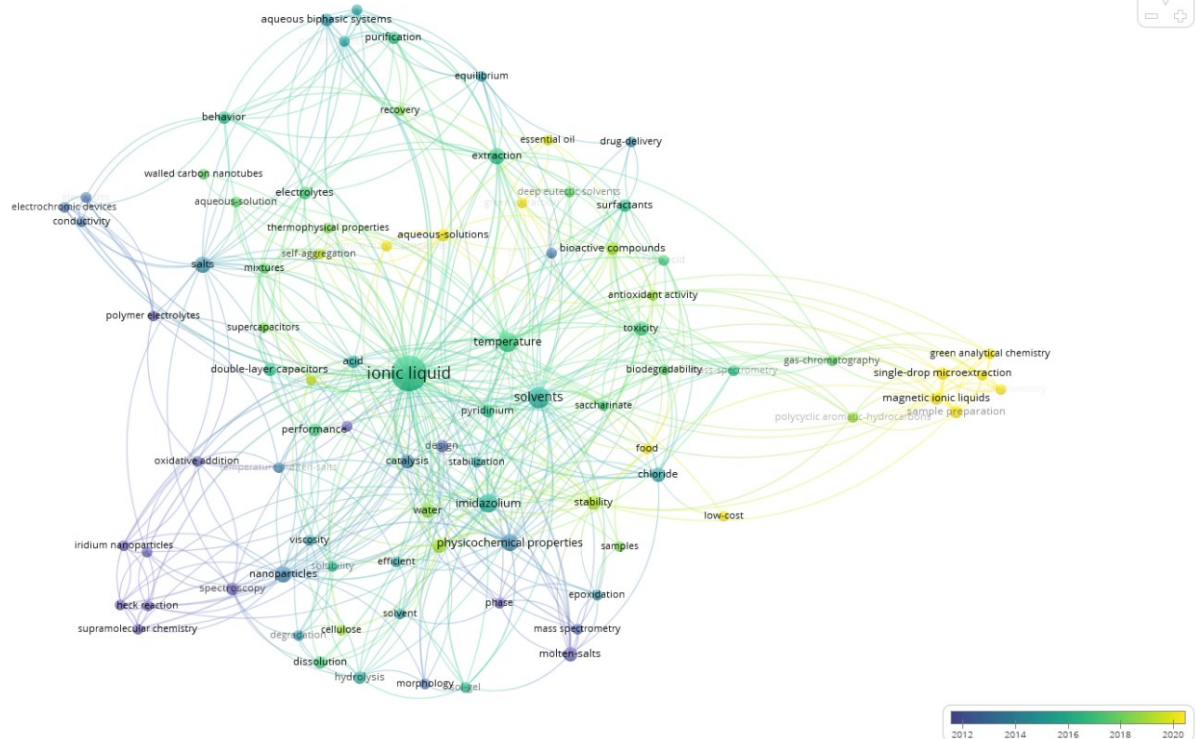 aqueous biphasic systems
purification
equilibrium
recovery
behavior
essential oil
drug-delivery
extraction
walled carbon nanotubes
electrolytes
deep eutectic solvents
aqueous-solution
surfactants
electrochromic devices
conductivity
thermophysical properties
aqueous-solutions
self-aggregation
bioactive compounds
salts
mixtures
antioxidant activity
polymer electrolytes
supercapacitors
toxicity
temperature
green analytical chemistry
acid
gas-chromatography
double-layer capacitors
ionic liquid
biodegradability
single-drop microextraction
solvents
saccharinate
magnetic ionic liquids
pyridinium
sample preparation
polycyclic aromatic-hydrocarbons
performance
design
food
oxidative addition
catalysis
stabilization
chloride
imidazolium
stability
water
low-cost
iridium nanoparticles
viscosity
physicochemical properties
samples
efficient
solubility
nanoparticles
spectroscopy
epoxidation
heck reaction
phase
solvent
supramolecular chemistry
degradation
cellulose
mass spectrometry
dissolution
molten-salts
hydrolysis
morphology
sol-gel
2012 2014 2016 2018 2020